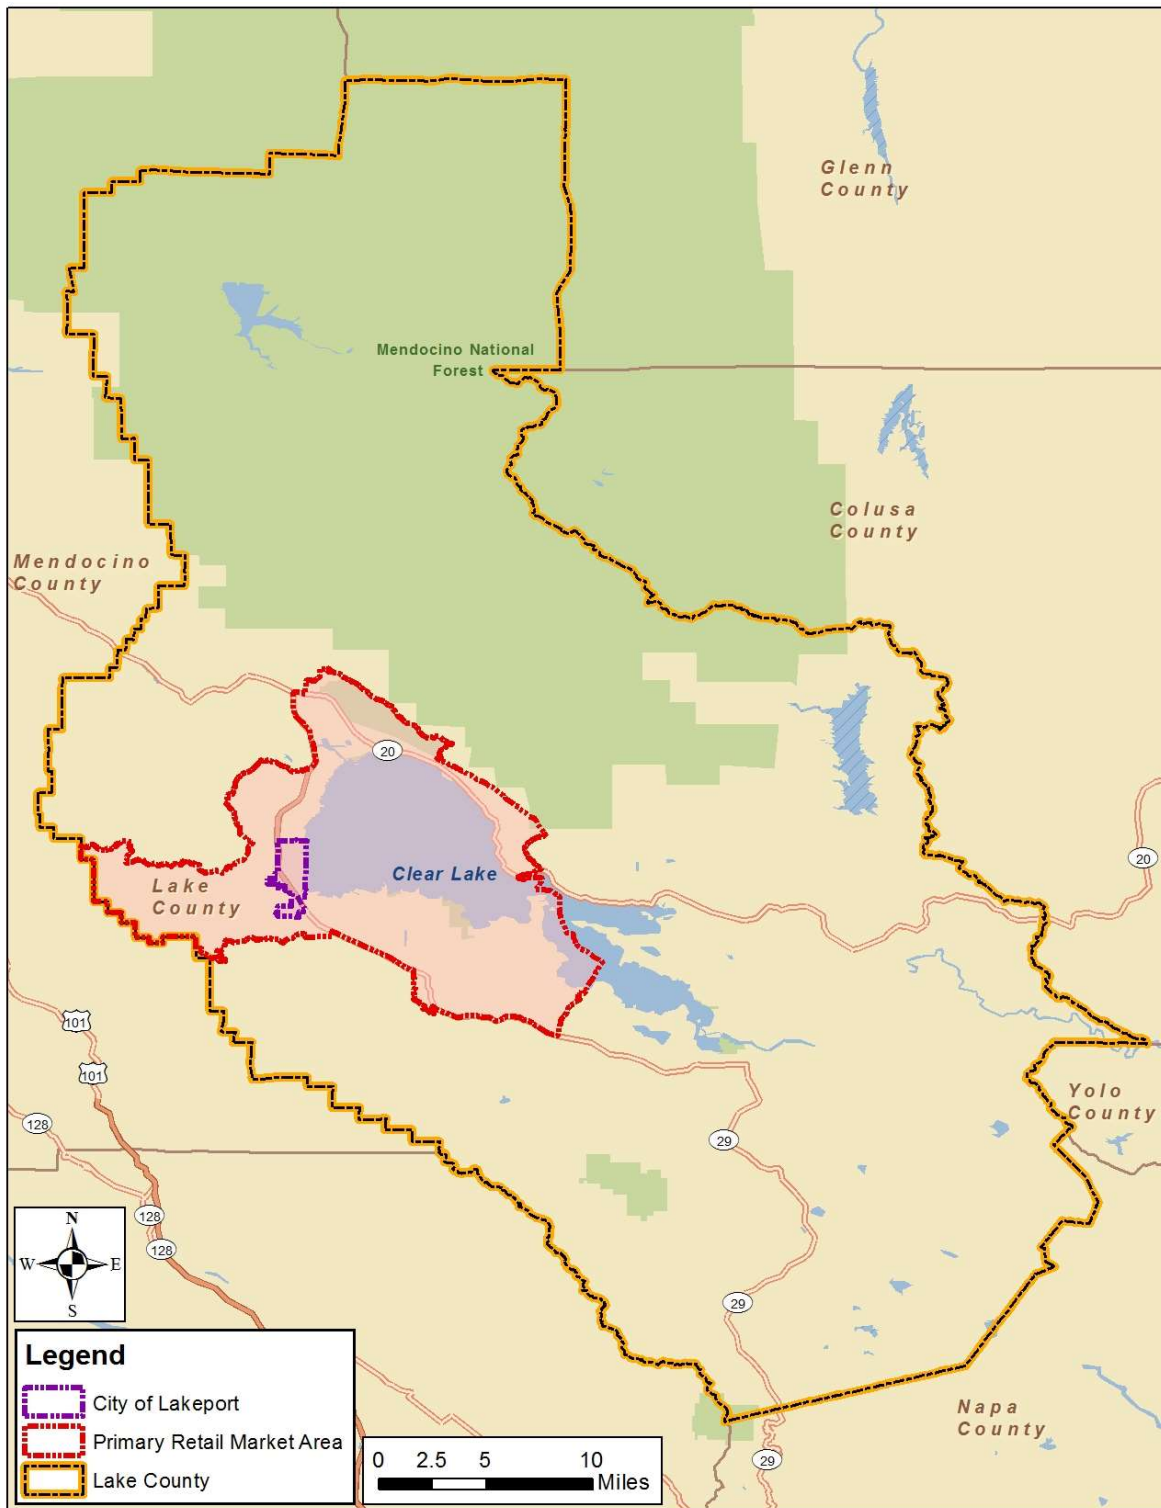 Glenn
County
Mendocino National
Forest
Colusa
County
Mendocino
County
20
Clear Lake
Lake
County
20
101
101
Yolo
County
128
29
128
128
N
W
E
S
29
Napa
County
29
Legend
City of Lakeport
Primary Retail Market Area
Lake County
0 2.5 5 10
Miles